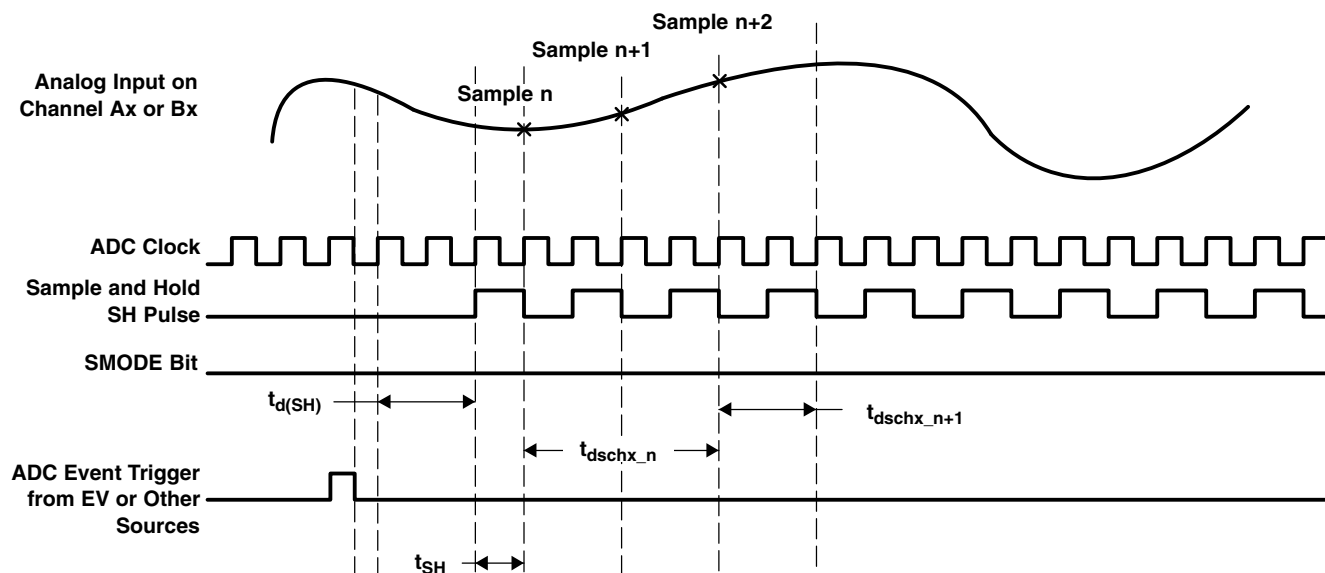 Sample n+2
Sample n+1
Analog Input on
Channel Ax or Bx
Sample n
ADC Clock
Sample and Hold
SH Pulse
SMODE Bit
td(SH)
tdschx_n+1
tdschx_n
ADC Event Trigger
from EV or Other
Sources
tSH